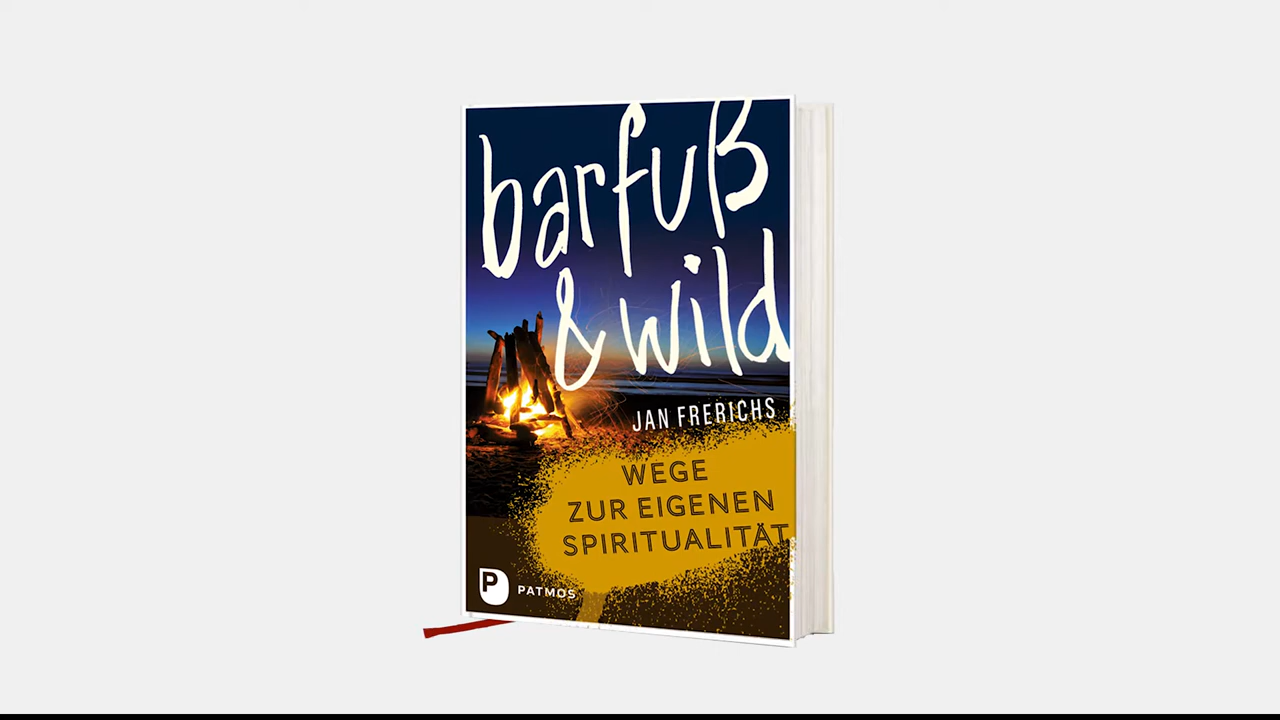 barfuß
& wild
JAN FRERICHS
WEGE
ZUR EIGENEN
SPIRITUALITÄT
P PATMOS